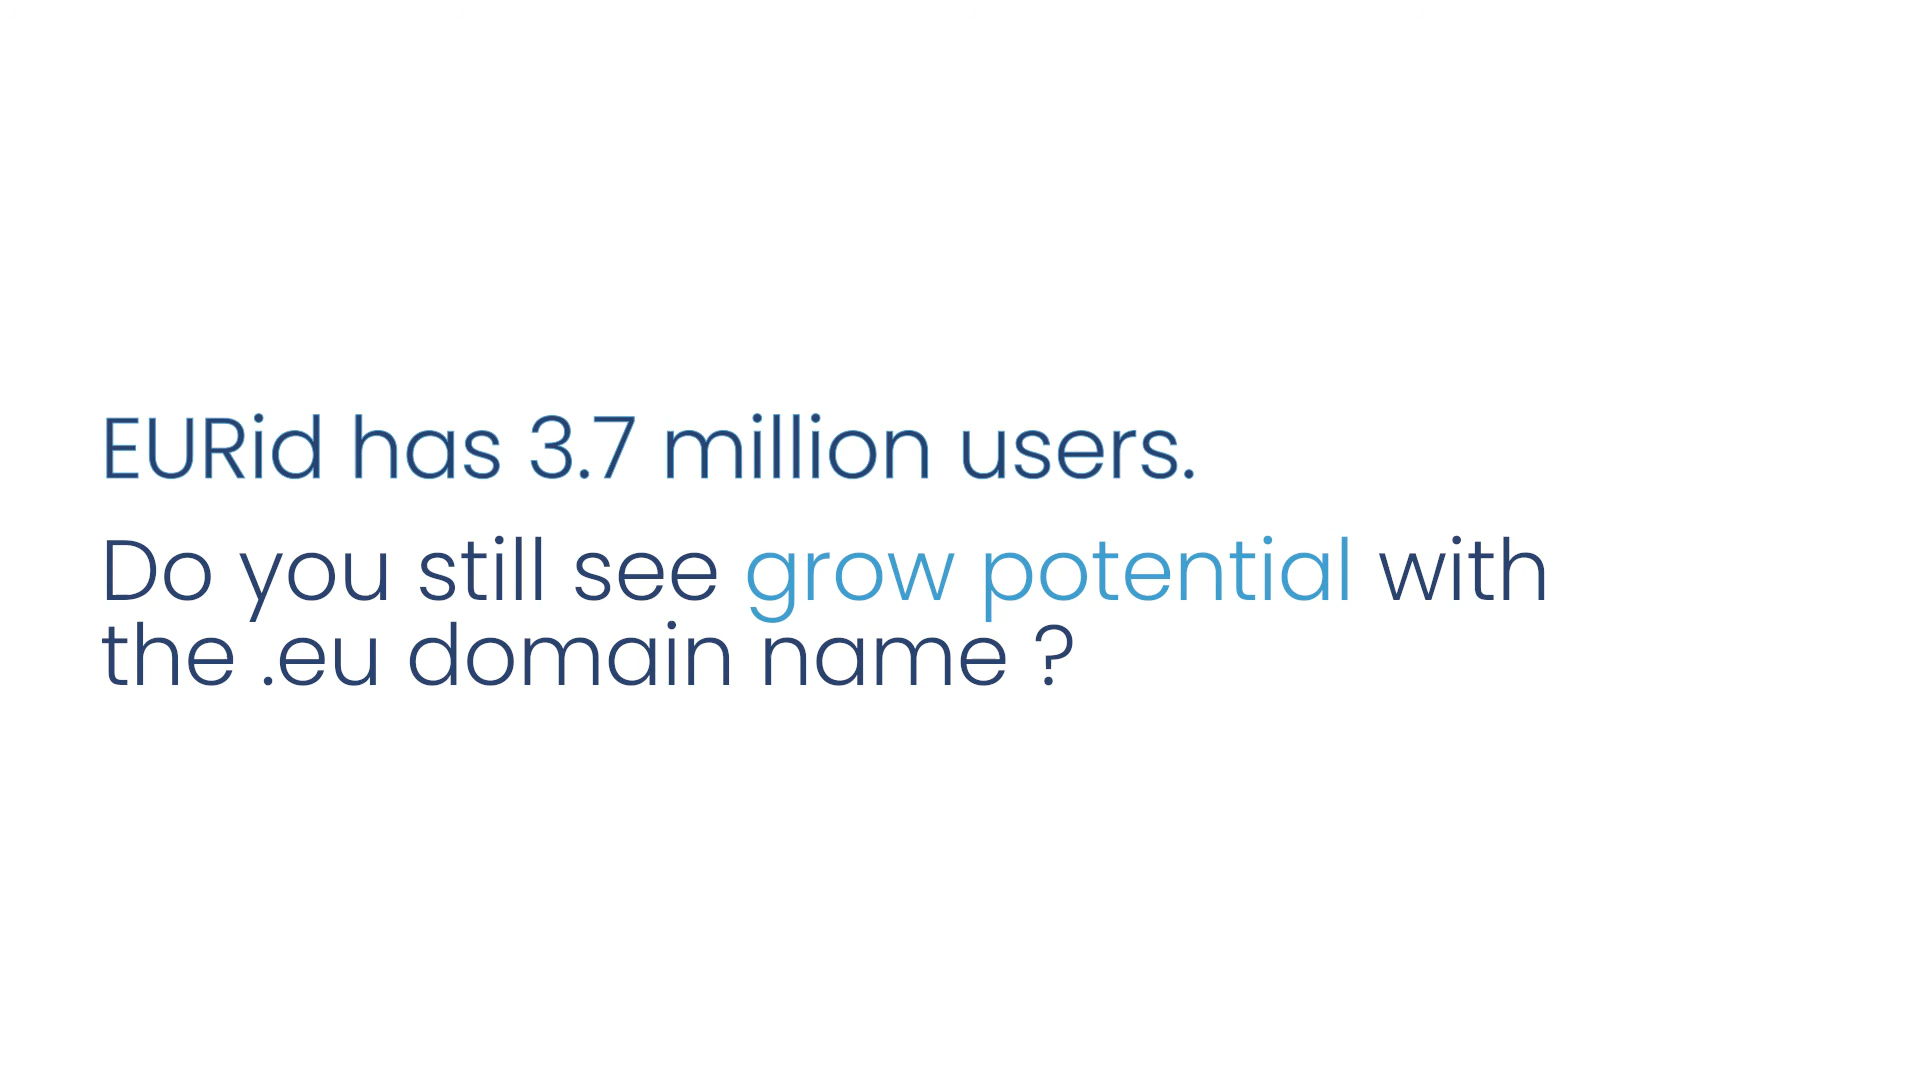 EURid has 3.7 million users.
Do you still see grow potential with
the .eu domain name ?